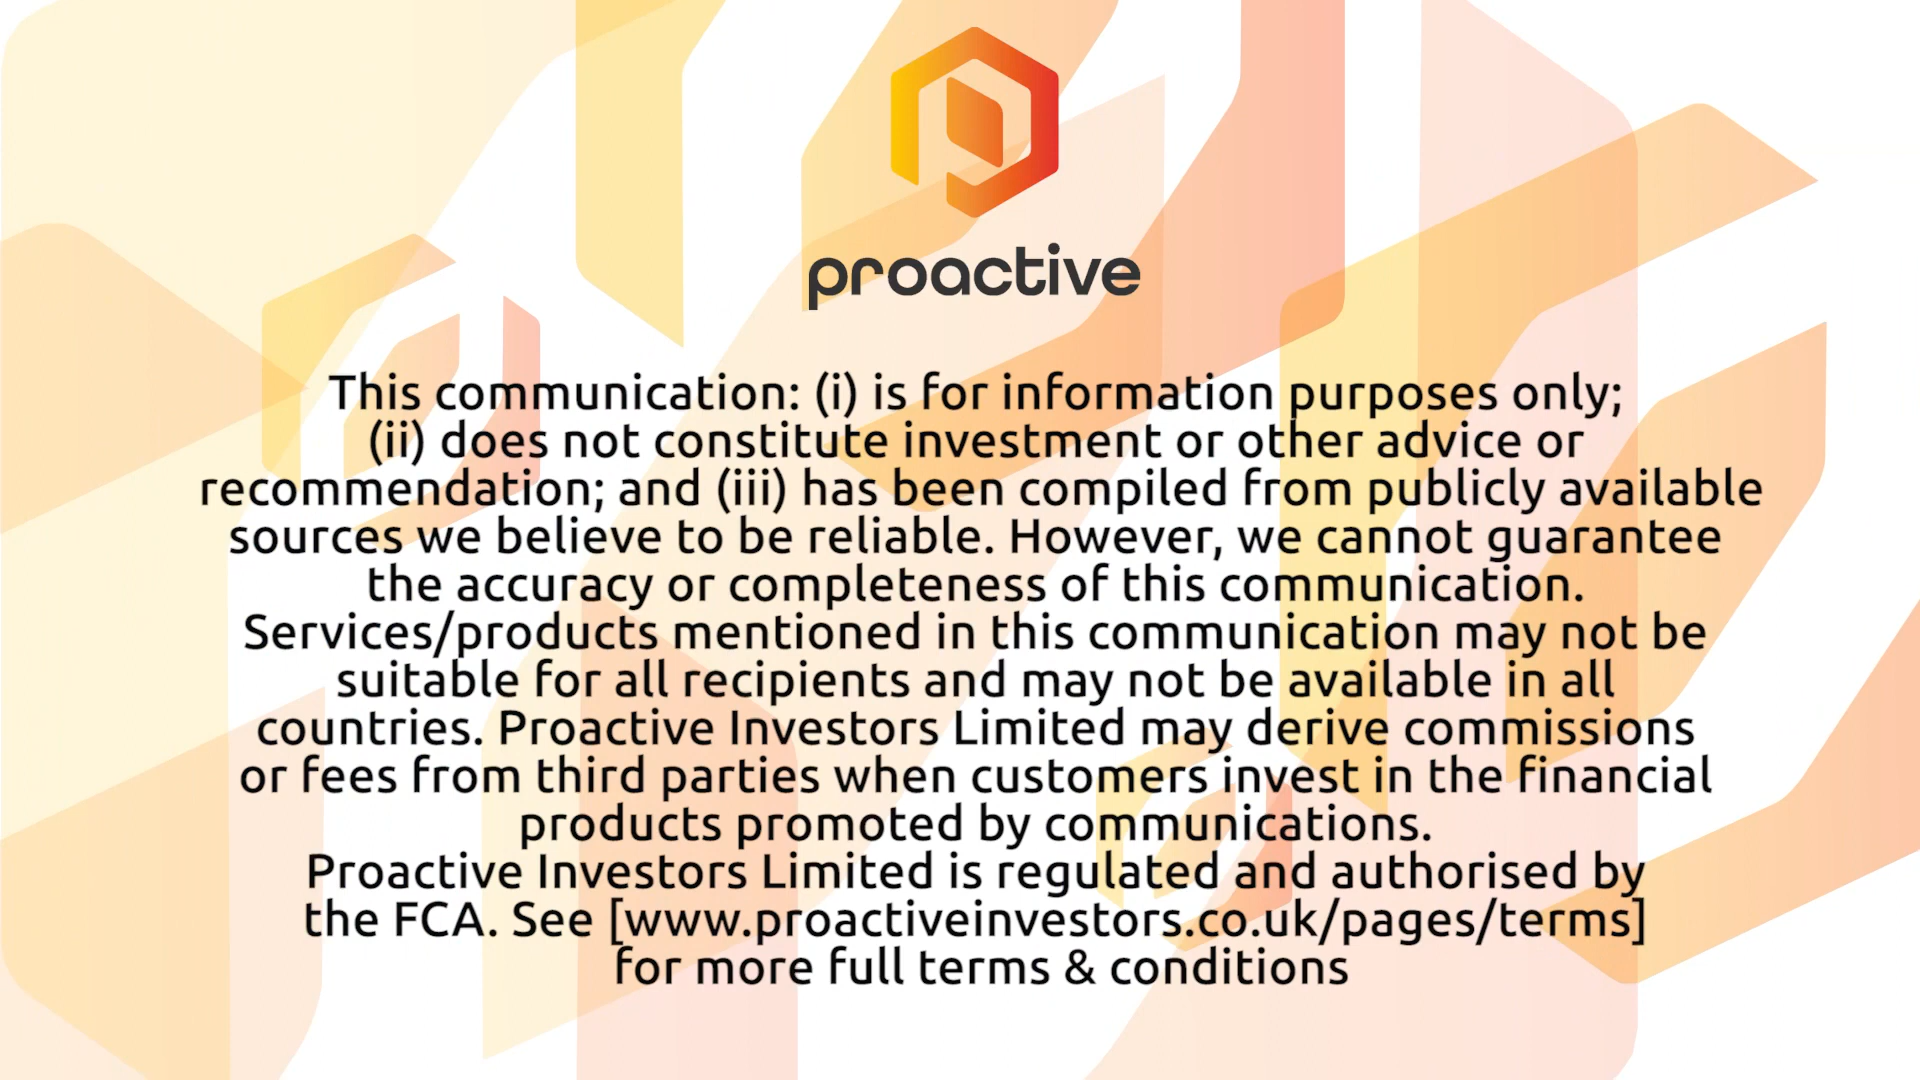 proactive
This communication: (i) is for information purposes only;
(ii) does not constitute investment or other advice or
recommendation; and (iii) has been compiled from publicly available
sources we believe to be reliable. However, we cannot guarantee
the accuracy or completeness of this communication.
Services/products mentioned in this communication may not be
suitable for all recipients and may not be available in all
countries. Proactive Investors Limited may derive commissions
or fees from third parties when customers invest in the financial
products promoted by communications.
Proactive Investors Limited is regulated and authorised by
the FCA. See [www.proactiveinvestors.co.uk/pages/terms]
for more full terms & conditions